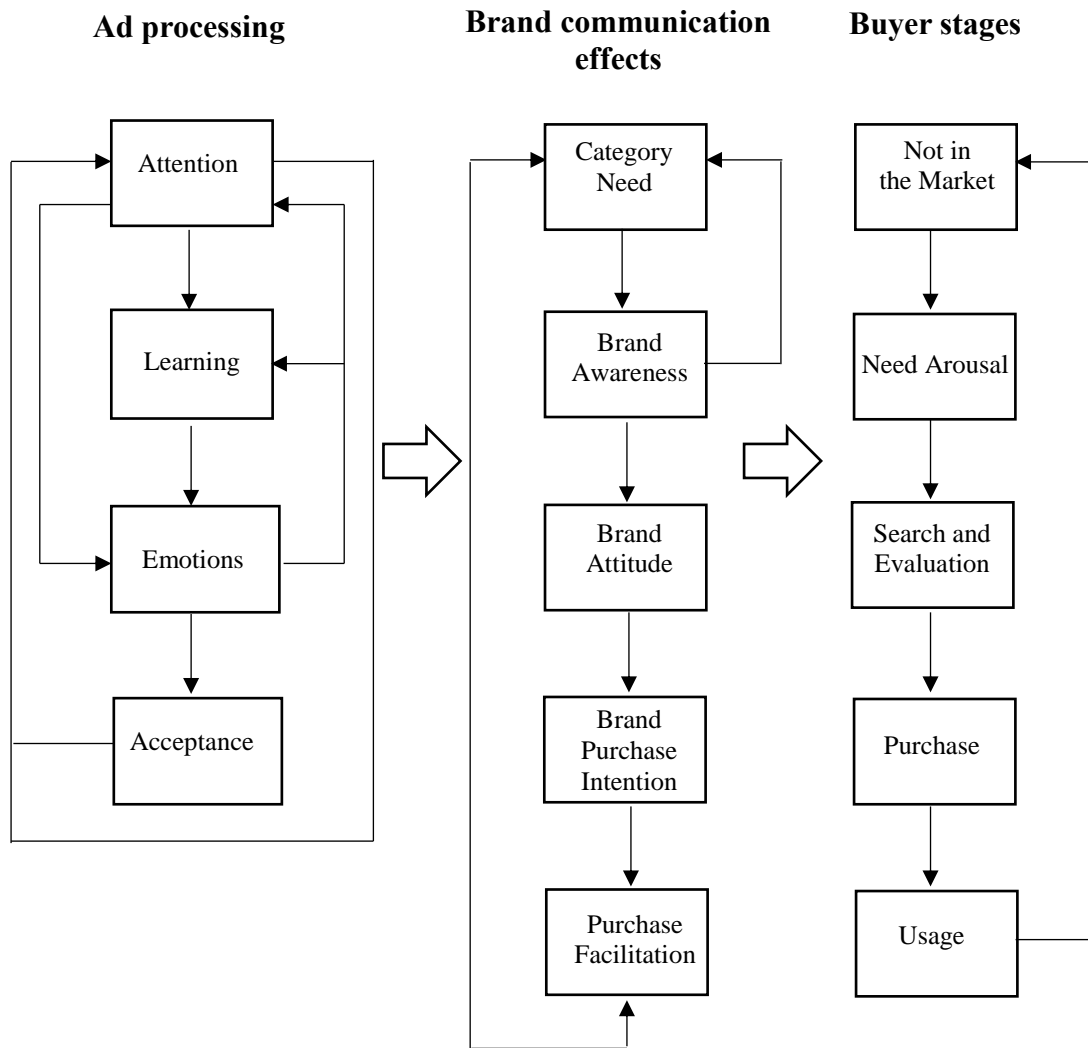 Ad processing
Brand communication
effects
Buyer stages
Attention
Learning
Emotions
Acceptance
Category
Need
Brand
Awareness
Brand
Attitude
Brand
Purchase
Intention
Purchase
Facilitation
Not in
the Market
Need Arousal
Search and
Evaluation
Purchase
Usage